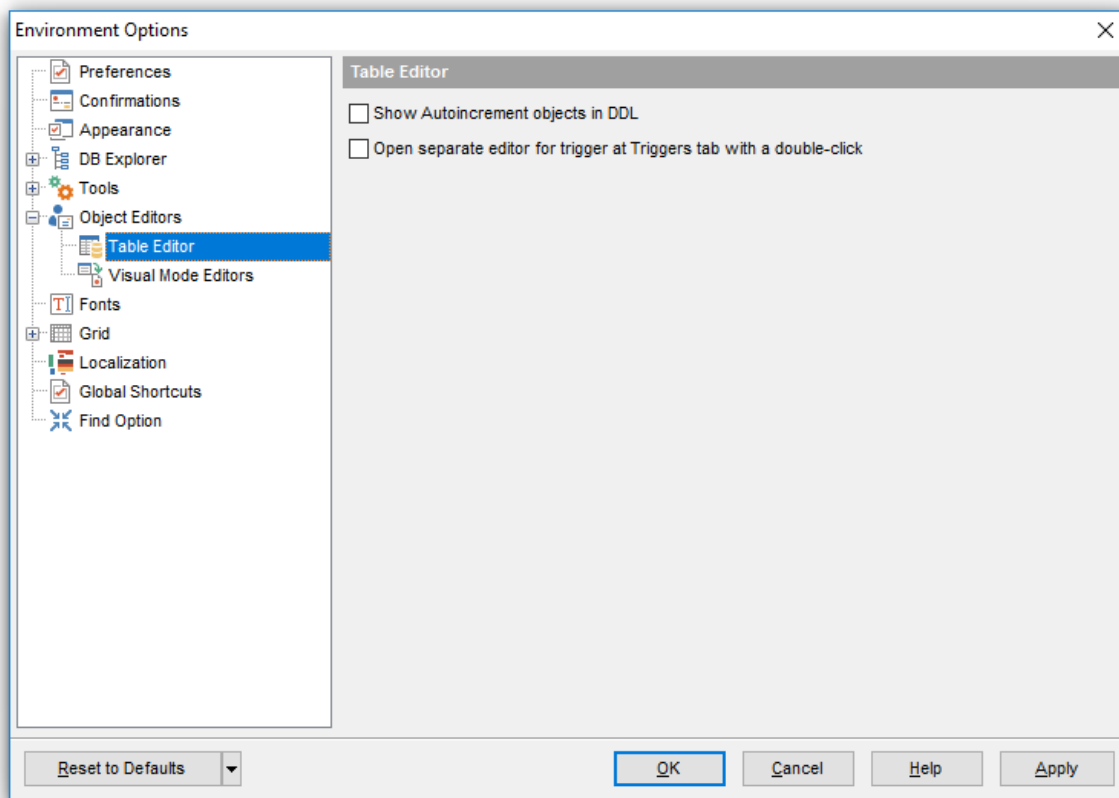 Environment Options
Preferences
Confirmations
Appearance
DB Explorer
Tools
Object Editors
Table Editor
Visual Mode Editors
Fonts
Grid
Localization
Global Shortcuts
Find Option
Table Editor
Show Autoincrement objects in DDL
Open separate editor for trigger at Triggers tab with a double-click
Reset to Defaults
OK
Cancel
Help
Apply